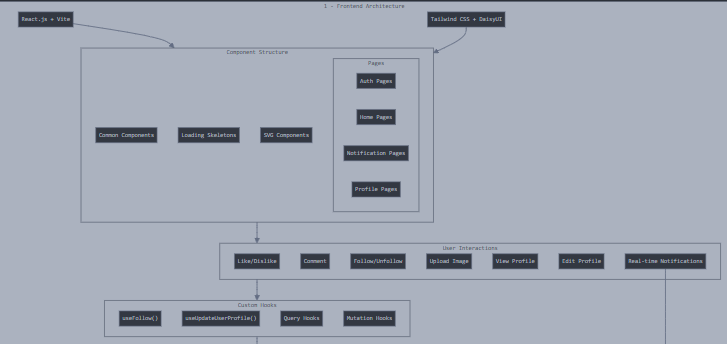 1 - Frontend Architecture
React.js + Vite
Tailwind CSS + DaisyUI
Component Structure
Pages
Auth Pages
Home Pages
Common Components
Loading Skeletons
SVG Components
Notification Pages
Profile Pages
User Interactions
Like/Dislike
Comment
Follow/Unfollow
Upload Image
View Profile
Edit Profile
Real-time Notifications
Custom Hooks
useFollow()
useUpdateUserProfile()
Query Hooks
Mutation Hooks